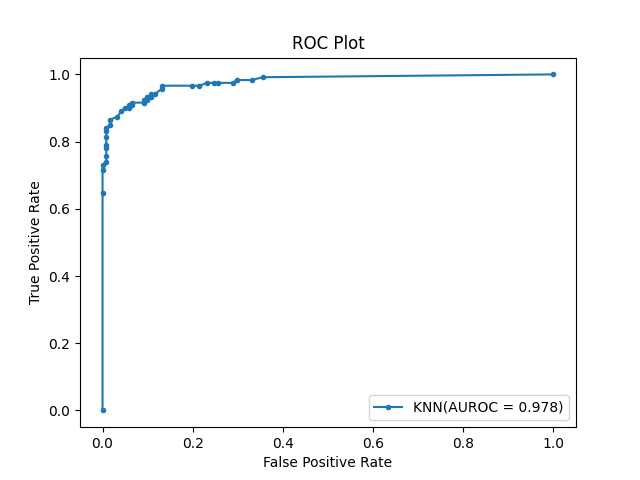 ROC Plot
1.0
0.8
0.6
0.4
0.2
0.0
True Positive Rate
KNN(AUROC = 0.978)
0.0 0.2 0.4 0.6 0.8 1.0
False Positive Rate